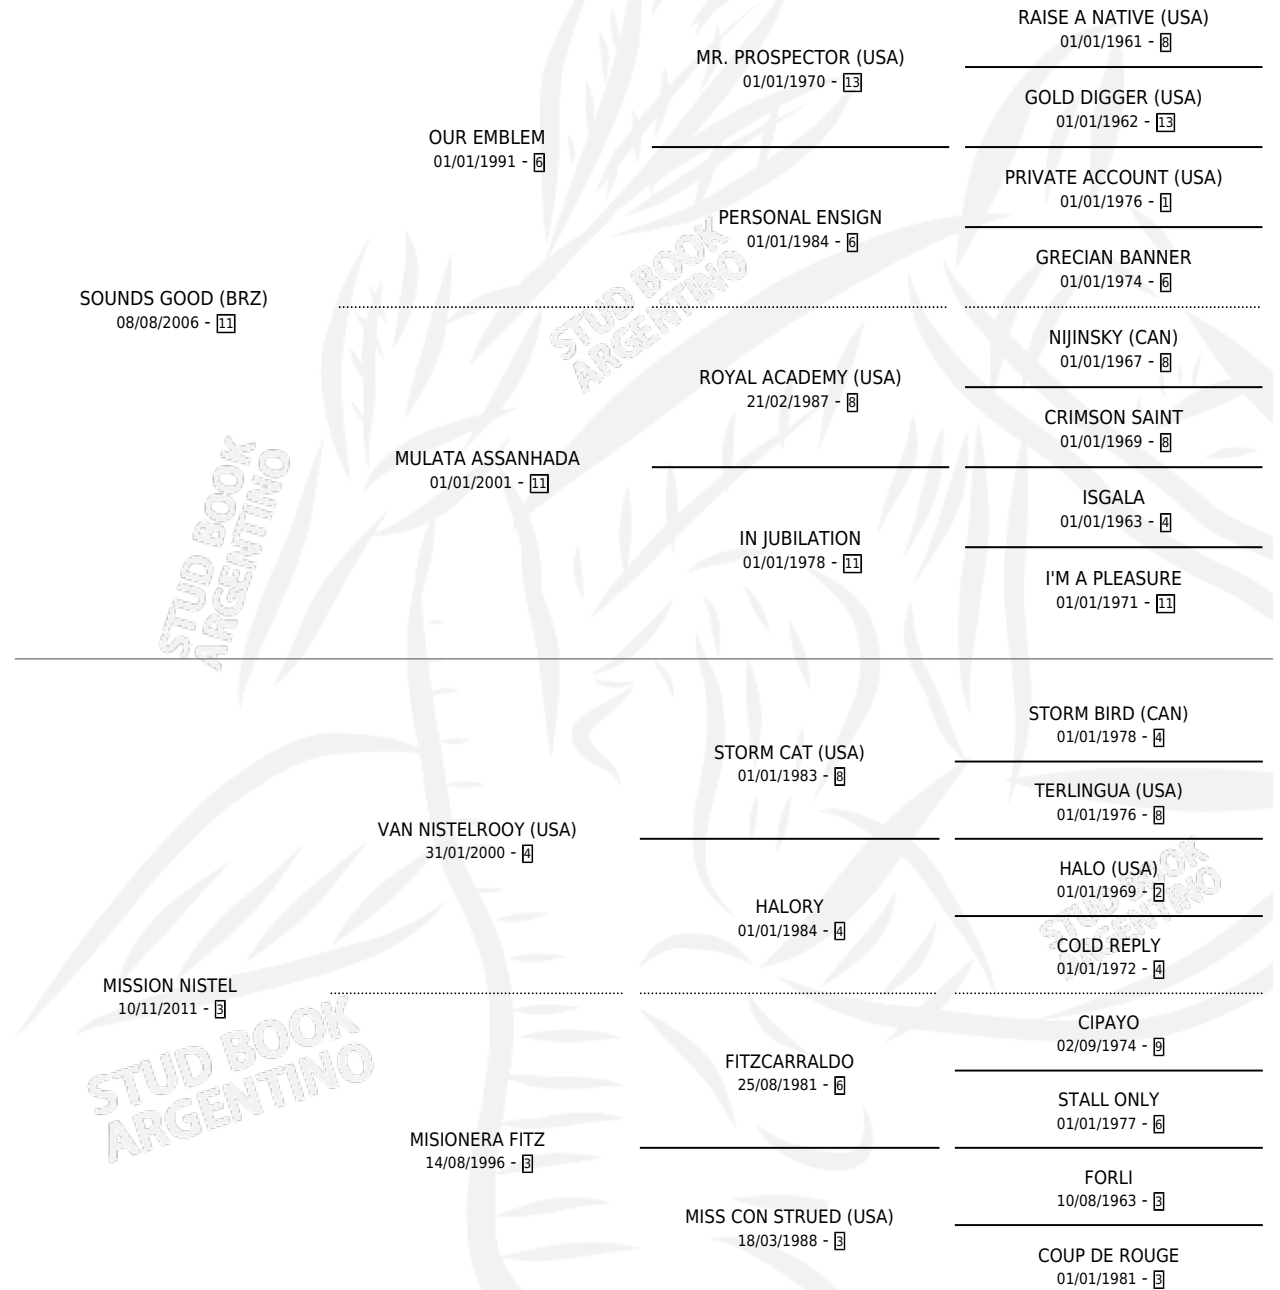 RAISE A NATIVE (USA)
01/01/1961 - 8
MR. PROSPECTOR (USA)
01/01/1970 - 13
GOLD DIGGER (USA)
01/01/1962 - 13
OUR EMBLEM
01/01/1991 - 6
PRIVATE ACCOUNT (USA)
01/01/1976 - 1
PERSONAL ENSIGN
01/01/1984 - 6
GRECIAN BANNER
01/01/1974 - 6
SOUNDS GOOD (BRZ)
08/08/2006 - 11
STUD BOOK
ARGENTINO
NIJINSKY (CAN)
01/01/1967 - 8
ROYAL ACADEMY (USA)
21/02/1987 - 8
CRIMSON SAINT
01/01/1969 - 8
MULATA ASSANHADA
01/01/2001 - 11
ISGALA
01/01/1963 - 4
IN JUBILATION
01/01/1978 - 11
I'M A PLEASURE
01/01/1971 - 11
STUD BOOK
ARGENTINO
STORM BIRD (CAN)
01/01/1978 - 4
STORM CAT (USA)
01/01/1983 - 8
TERLINGUA (USA)
01/01/1976 - 8
VAN NISTELROOY (USA)
31/01/2000 - 4
HALO (USA)
01/01/1969 - 2
HALORY
01/01/1984 - 4
STUD BOOK
ARGENTINO
COLD REPLY
01/01/1972 - 4
MISSION NISTEL
10/11/2011 - 3
STUD BOOK
ARGENTINO
CIPAYO
02/09/1974 - 9
FITZCARRALDO
25/08/1981 - 6
STALL ONLY
01/01/1977 - 6
MISIONERA FITZ
14/08/1996 - 3
FORLI
10/08/1963 - 3
MISS CON STRUED (USA)
18/03/1988 - 3
COUP DE ROUGE
01/01/1981 - 3